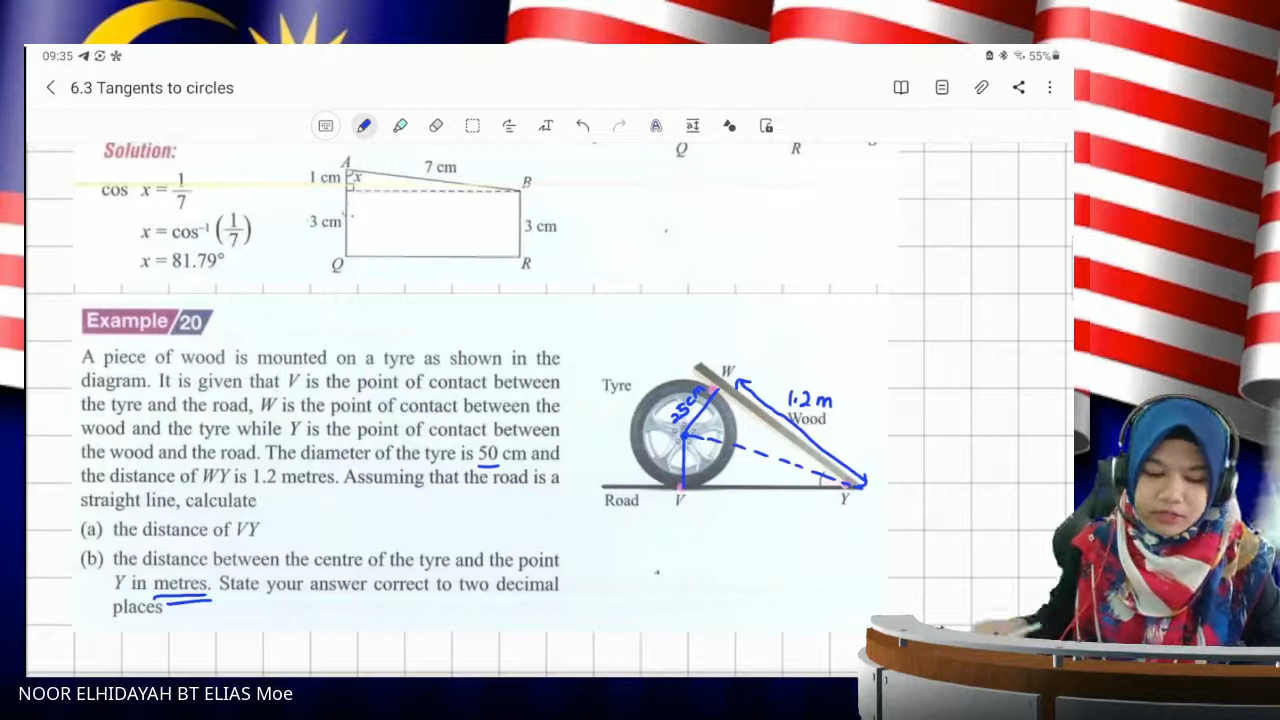 09:35
55%
6.3 Tangents to circles
Solution:
cos x = 1/7
x = cos⁻¹ (1/7)
x = 81.79°
A
7 cm
1 cm
x
B
3 cm
3 cm
Q
R
Q
R
Example 20
A piece of wood is mounted on a tyre as shown in the
diagram. It is given that V is the point of contact between
the tyre and the road, W is the point of contact between the
wood and the tyre while Y is the point of contact between
the wood and the road. The diameter of the tyre is 50 cm and
the distance of WY is 1.2 metres. Assuming that the road is a
straight line, calculate
(a) the distance of VY
(b) the distance between the centre of the tyre and the point
Y in metres. State your answer correct to two decimal
places
W
Tyre
25cm
1.2 m
Wood
Road
V
Y
NOOR ELHIDAYAH BT ELIAS Moe